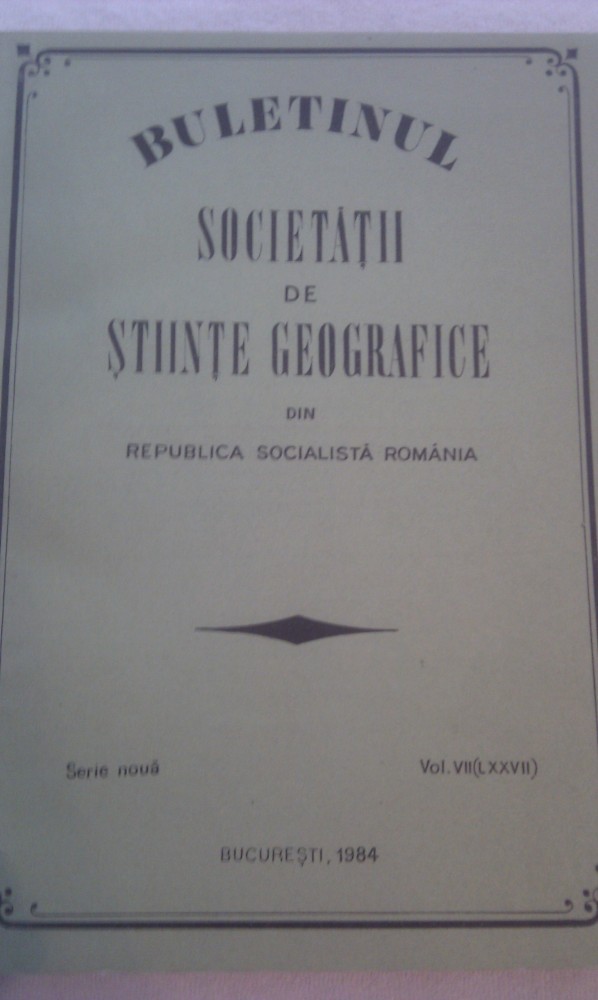 BULETINUL
SOCIETĂȚII
DE
ȘTIINȚE GEOGRAFICE
DIN
REPUBLICA SOCIALISTĂ ROMÂNIA
Serie nouă
Vol. VII(LXXVII)
BUCUREȘTI, 1984